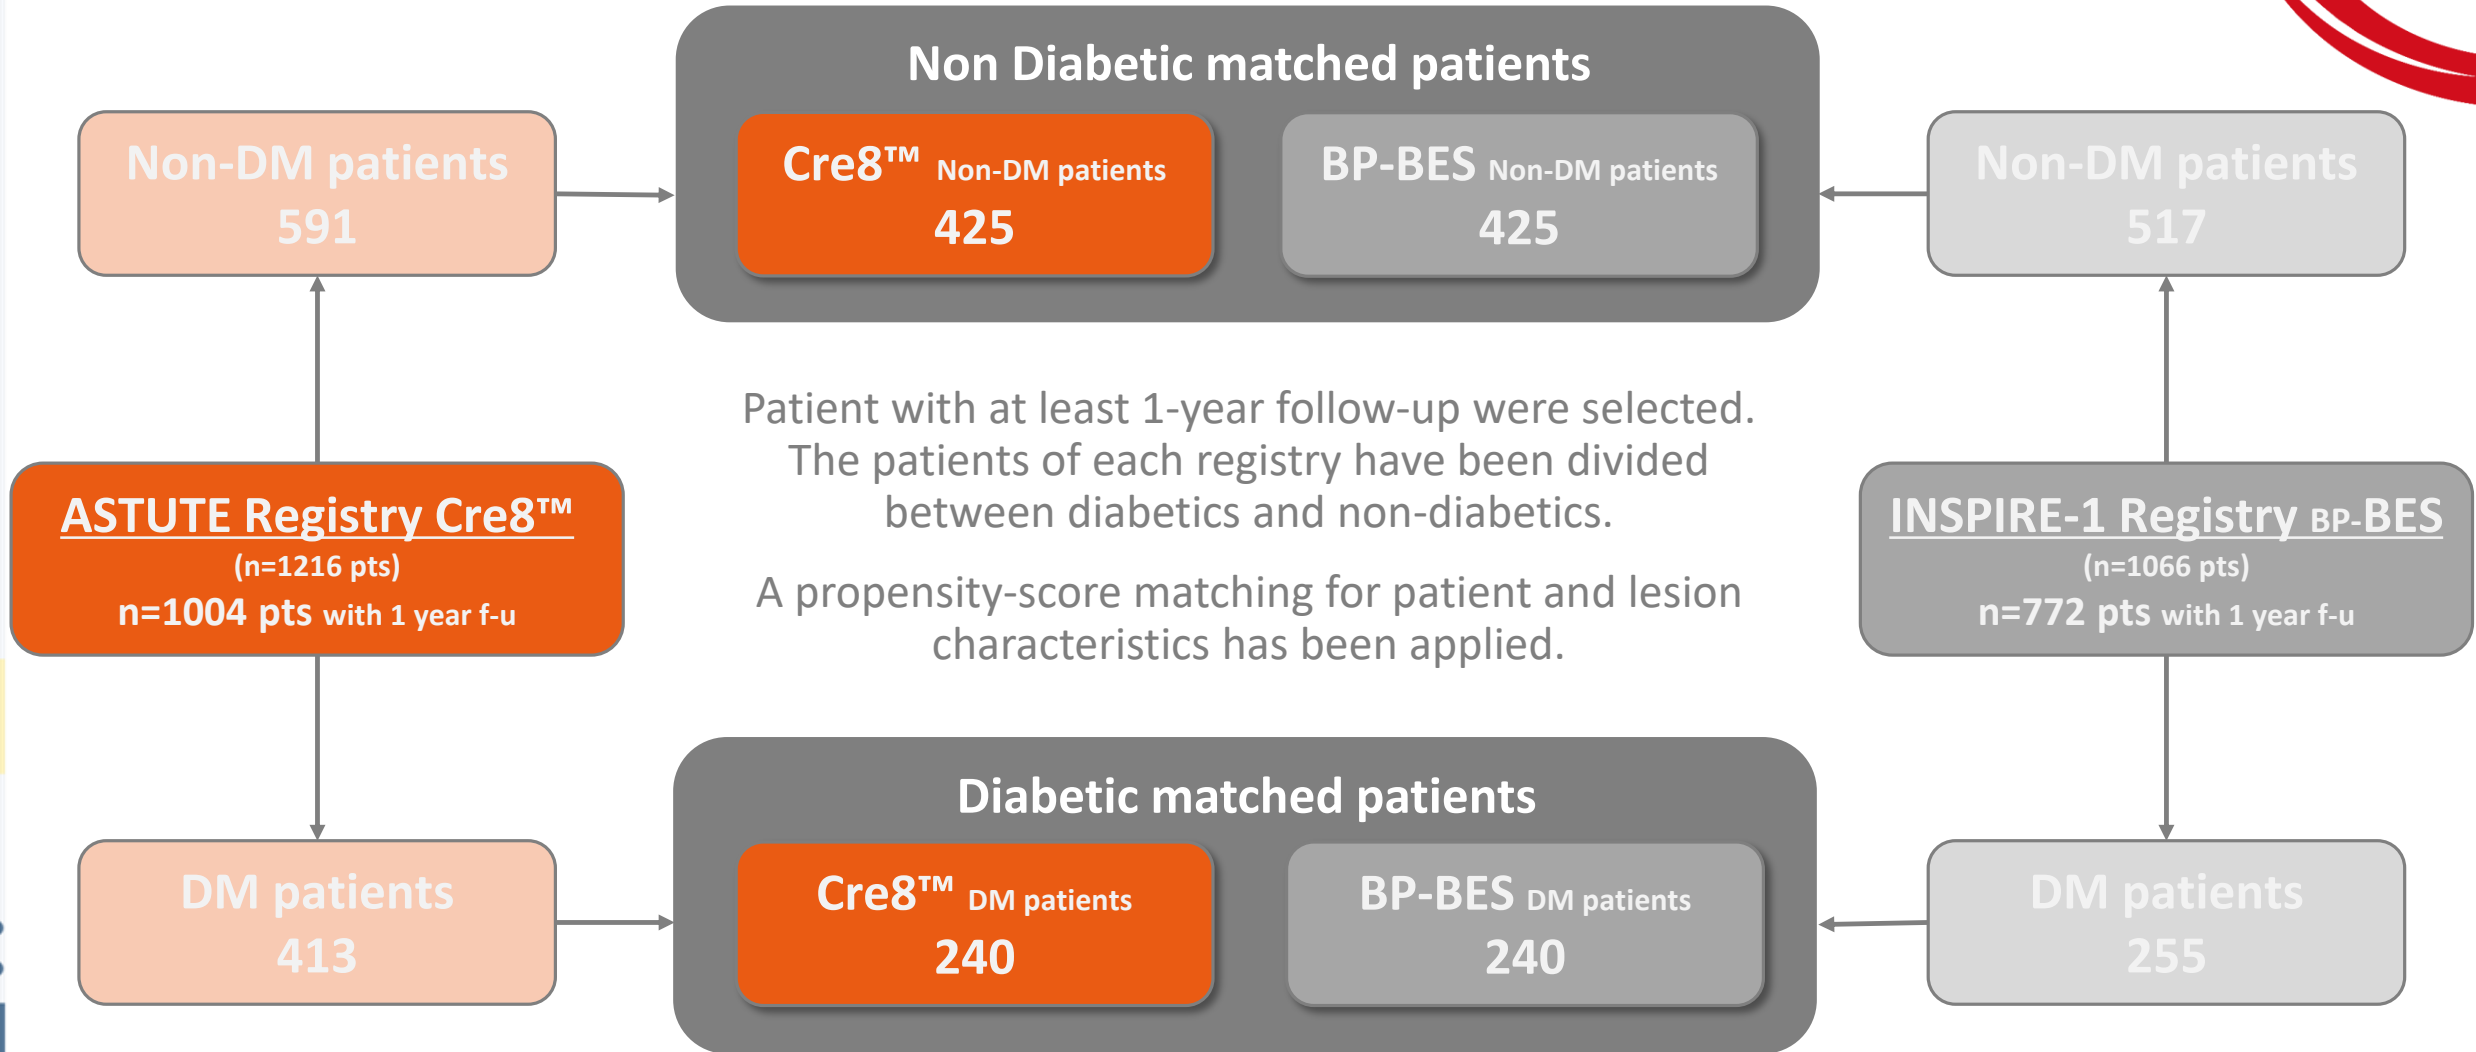 Non Diabetic matched patients
Non-DM patients
591
Cre8™ Non-DM patients
425
BP-BES Non-DM patients
425
Non-DM patients
517
Patient with at least 1-year follow-up were selected.
The patients of each registry have been divided
between diabetics and non-diabetics.
A propensity-score matching for patient and lesion
characteristics has been applied.
ASTUTE Registry Cre8™
(n=1216 pts)
n=1004 pts with 1 year f-u
INSPIRE-1 Registry BP-BES
(n=1066 pts)
n=772 pts with 1 year f-u
Diabetic matched patients
DM patients
413
Cre8™ DM patients
240
BP-BES DM patients
240
DM patients
255